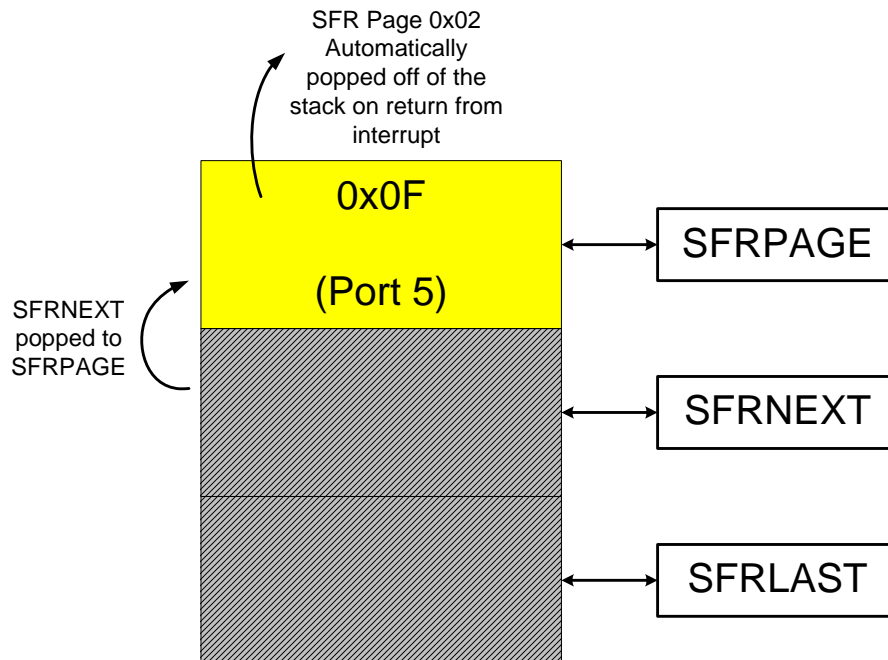 SFR Page 0x02
Automatically
popped off of the
stack on return from
interrupt
0x0F
(Port 5)
SFRPAGE
SFRNEXT
popped to
SFRPAGE
SFRNEXT
SFRLAST